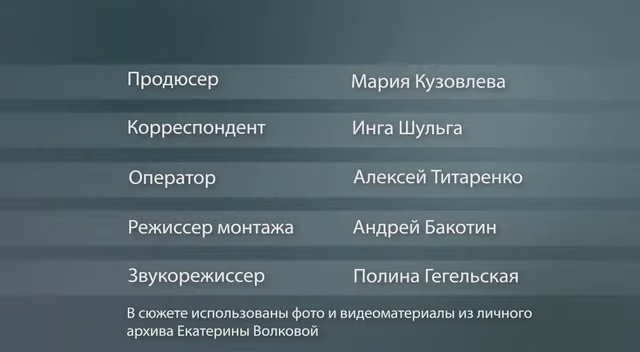 Продюсер Мария Кузовлева
Корреспондент Инга Шульга
Оператор Алексей Титаренко
Режиссер монтажа Андрей Бакотин
Звукорежиссер Полина Гегельская
В сюжете использованы фото и видеоматериалы из личного
архива Екатерины Волковой